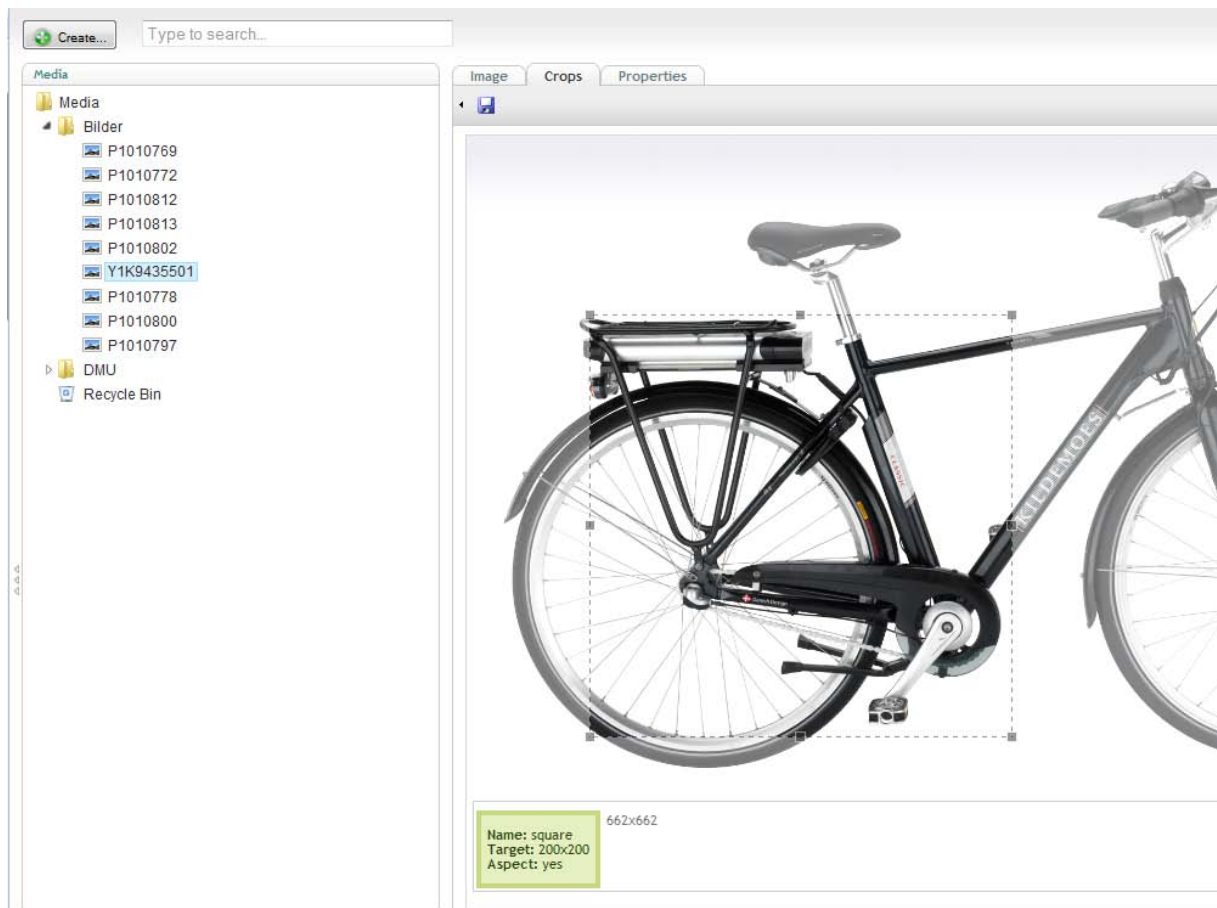 Create...
Type to search...
Media
Media
Bilder
P1010769
P1010772
P1010812
P1010813
P1010802
Y1K9435501
P1010778
P1010800
P1010797
DMU
Recycle Bin
Image
Crops
Properties
CLASSIC
KILDEMOES
662x662
Name: square
Target: 200x200
Aspect: yes